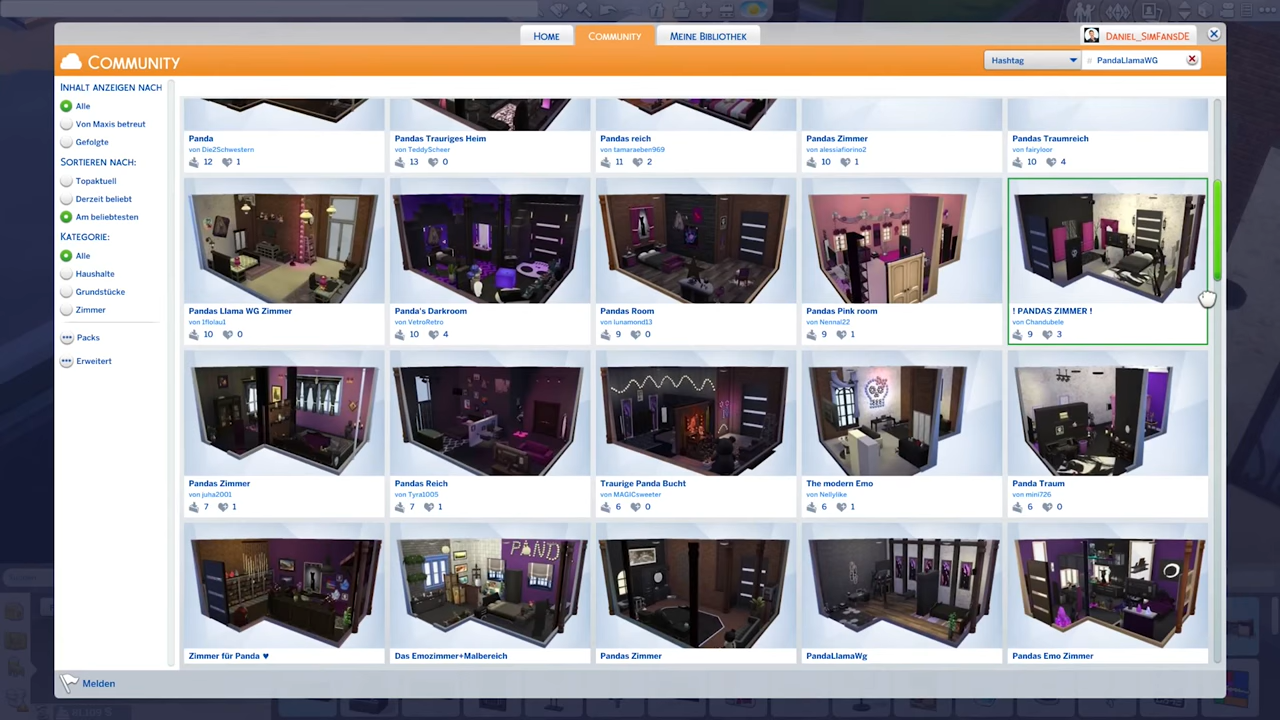 HOME
COMMUNITY
MEINE BIBLIOTHEK
DANIEL_SIMFANSDE
COMMUNITY
Hashtag
# PandaLlamaWG
INHALT ANZEIGEN NACH
Alle
Von Maxis betreut
Gefolgte
SORTIEREN NACH:
Topaktuell
Derzeit beliebt
Am beliebtesten
KATEGORIE:
Alle
Haushalte
Grundstücke
Zimmer
Packs
Erweitert
Panda
von Die2Schwestern
12 1
Pandas Trauriges Heim
von TeddyScheer
13 0
Pandas reich
von tamaraeben969
11 2
Pandas Zimmer
von alessiafiorino2
10 1
Pandas Traumreich
von fairyloor
10 4
Pandas Llama WG Zimmer
von 1flolau1
10 0
Panda's Darkroom
von VetroRetro
10 4
Pandas Room
von lunamond13
9 0
Pandas Pink room
von Nennal22
9 1
! PANDAS ZIMMER !
von Chandubele
9 3
Pandas Zimmer
von juha2001
7 1
Pandas Reich
von Tyra1005
7 1
Traurige Panda Bucht
von MAGICsweeter
6 0
The modern Emo
von Nellylike
6 1
Panda Traum
von mini726
6 0
PAND
Zimmer für Panda ♥
Das Emozimmer+Malbereich
Pandas Zimmer
PandaLlamaWg
Pandas Emo Zimmer
Melden